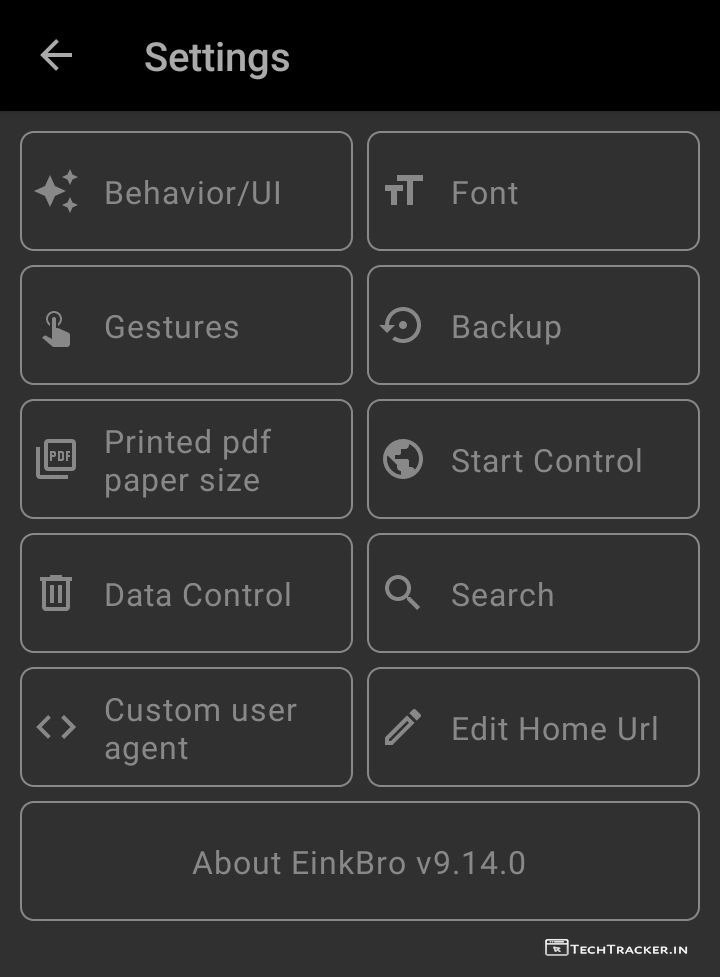 Settings
Behavior/UI
Font
Gestures
Backup
Printed pdf
paper size
PDF
Start Control
Data Control
Search
Custom user
agent
Edit Home Url
About EinkBro v9.14.0
TECHTRACKER.IN